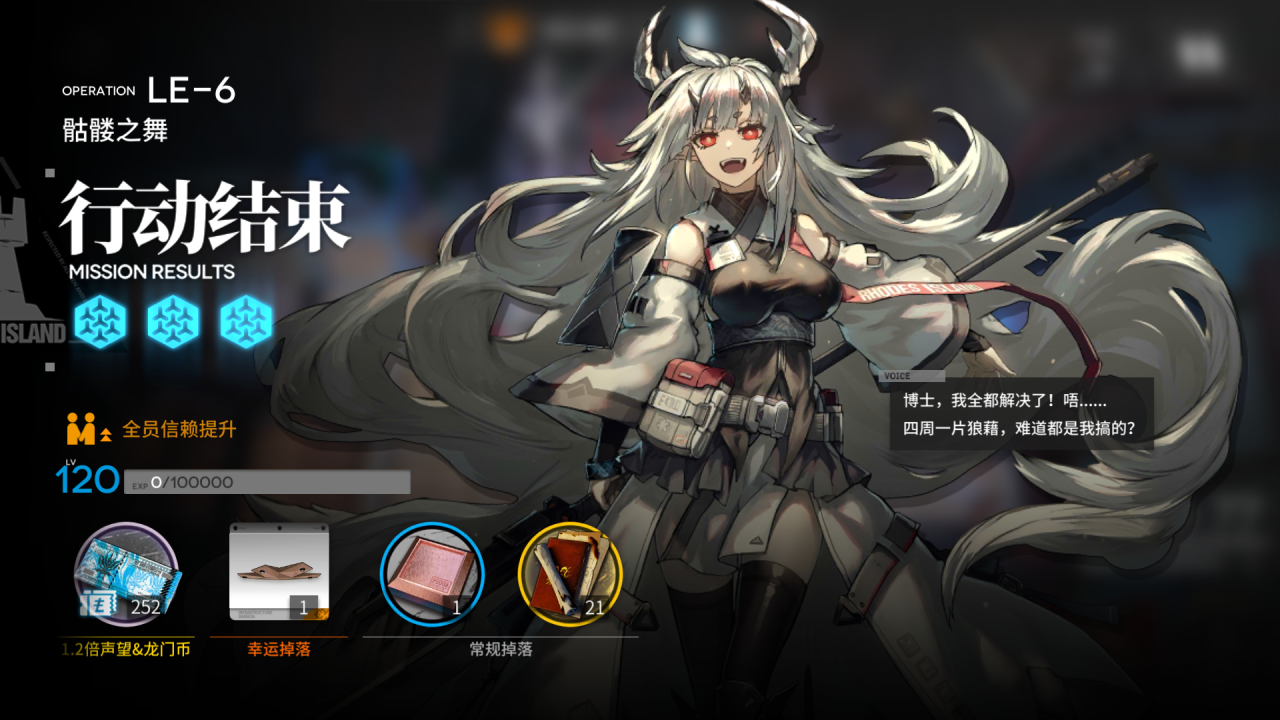 OPERATION LE-6
骷髅之舞
行动结束
MISSION RESULTS
ISLAND
RHODES ISLAND
VOICE
博士，我全都解决了！唔……
四周一片狼藉，难道都是我搞的？
全员信赖提升
LV
120
EXP 0/100000
252
1
1
21
1.2倍声望&龙门币
幸运掉落
常规掉落